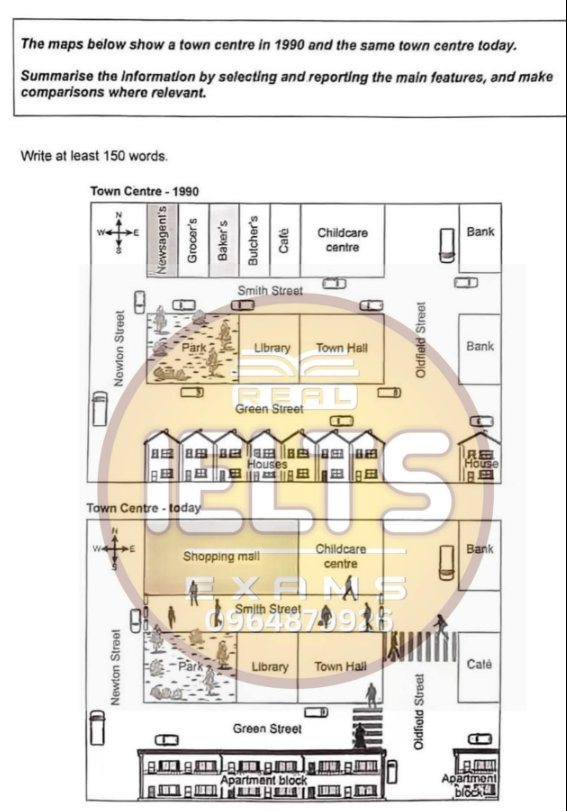 The maps below show a town centre in 1990 and the same town centre today.
Summarise the information by selecting and reporting the main features, and make
comparisons where relevant.
Write at least 150 words.
Town Centre - 1990
N
W E
S
Newsagent's
Grocer's
Baker's
Butcher's
Café
Childcare
centre
Bank
Smith Street
Newton Street
Park
Library
Town Hall
Oldfield Street
Bank
REAL
Green Street
IELTS
Houses
House
Town Centre - today
N
W E
S
Shopping mall
Childcare
centre
Bank
EXAMS
Smith Street
0964879926
Newton Street
Park
Library
Town Hall
Oldfield Street
Café
Green Street
Apartment block
Apartment
block